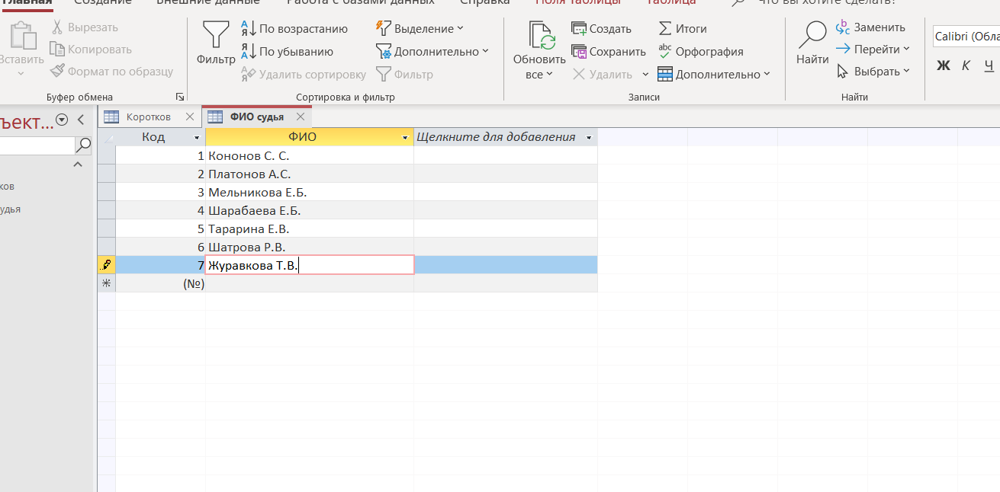 Главная Создание Внешние данные Работа с базами данных Справка Поля таблицы Таблица Что вы хотите сделать?
Вставить
Вырезать
Копировать
Формат по образцу
Буфер обмена
Фильтр
По возрастанию
По убыванию
Удалить сортировку
Выделение
Дополнительно
Фильтр
Сортировка и фильтр
Обновить
все
Создать
Сохранить
Удалить
Итоги
Орфография
Дополнительно
Записи
Найти
Заменить
Перейти
Выбрать
Найти
Calibri (Обла
Ж К Ч
ъект...
ков
удья
Коротков ФИО судья
Код ФИО Щелкните для добавления
1 Кононов С. С.
2 Платонов А.С.
3 Мельникова Е.Б.
4 Шарабаева Е.Б.
5 Тарарина Е.В.
6 Шатрова Р.В.
7 Журавкова Т.В.
(№)